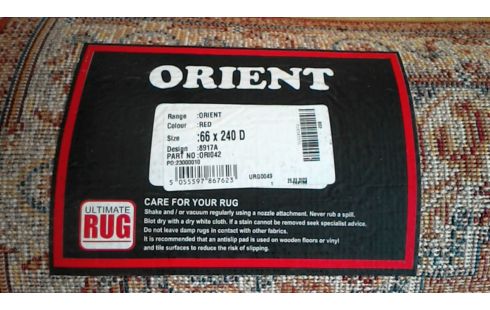 ORIENT
Range :ORIENT
Colour :RED
Size :66 x 240 D
Design :8917A
PART NO:ORI042
PO:23000010
5 055597 867623
URG0049
1
CARE FOR YOUR RUG
Shake and / or vacuum regularly using a nozzle attachment. Never rub a spill.
Blot dry with a dry white cloth. If a stain cannot be removed seek specialist advice.
Do not leave damp rugs in contact with other fabrics.
It is recommended that an antislip pad is used on wooden floors or vinyl
and tile surfaces to reduce the risk of slipping.
ULTIMATE
RUG